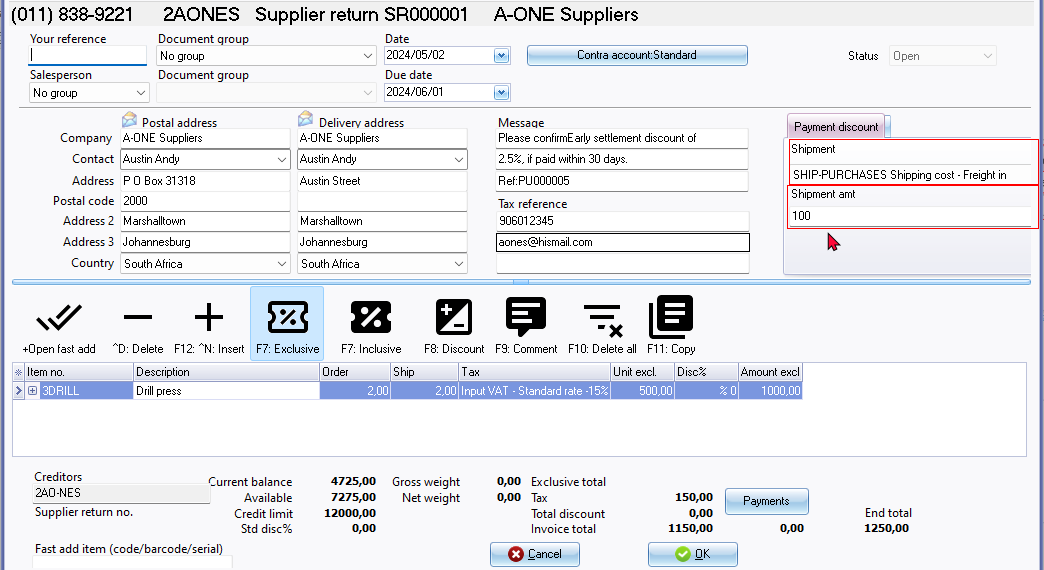 (011) 838-9221 2AONES Supplier return SR000001 A-ONE Suppliers
Your reference Document group Date
No group 2024/05/02 Contra account:Standard Status Open
Salesperson Document group Due date
No group 2024/06/01
Postal address Delivery address Message Payment discount
Company A-ONE Suppliers A-ONE Suppliers Please confirmEarly settlement discount of
Shipment
Contact Austin Andy Austin Andy 2.5%, if paid within 30 days.
SHIP-PURCHASES Shipping cost - Freight in
Address P O Box 31318 Austin Street Ref:PU000005
Shipment amt
Postal code 2000 Tax reference
100
Address 2 Marshalltown Marshalltown 906012345
Address 3 Johannesburg Johannesburg aones@hismail.com
Country South Africa South Africa
+Open fast add ^D: Delete F12: ^N: Insert F7: Exclusive F7: Inclusive F8: Discount F9: Comment F10: Delete all F11: Copy
Item no. Description Order Ship Tax Unit excl. Disc% Amount excl
3DRILL Drill press 2,00 2,00 Input VAT - Standard rate -15% 500,00 % 0 1000,00
Creditors Current balance 4725,00 Gross weight 0,00 Exclusive total
2AO-NES Available 7275,00 Net weight 0,00 Tax 150,00 Payments
Supplier return no. Credit limit 12000,00 Total discount 0,00 End total
Std disc% 0,00 Invoice total 1150,00 0,00 1250,00
Fast add item (code/barcode/serial) Cancel OK